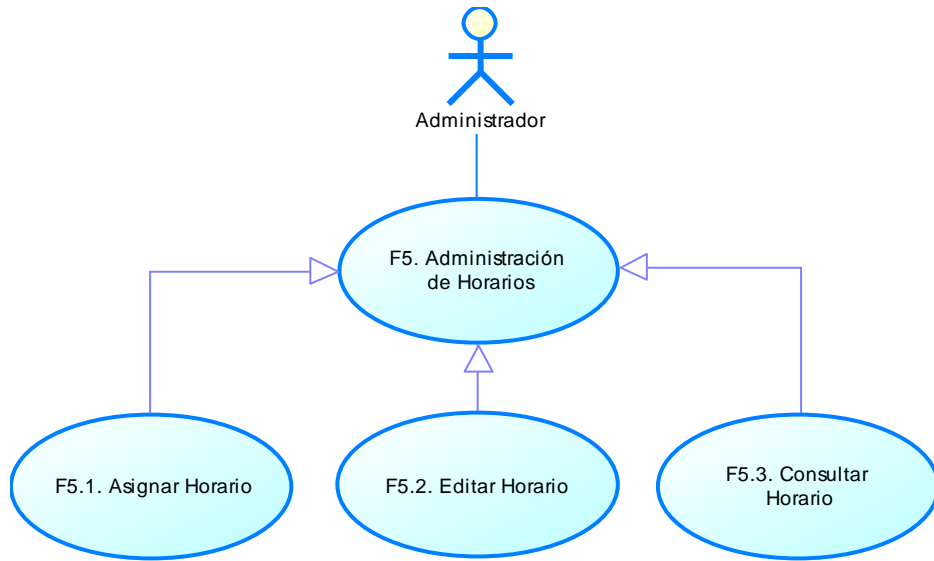 Administrador
F5. Administración
de Horarios
F5.1. Asignar Horario
F5.2. Editar Horario
F5.3. Consultar
Horario